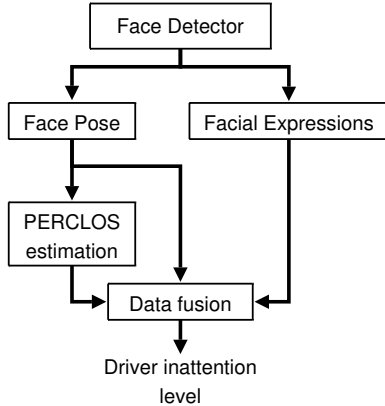 Face Detector
Face Pose
Facial Expressions
PERCLOS
estimation
Data fusion
Driver inattention
level